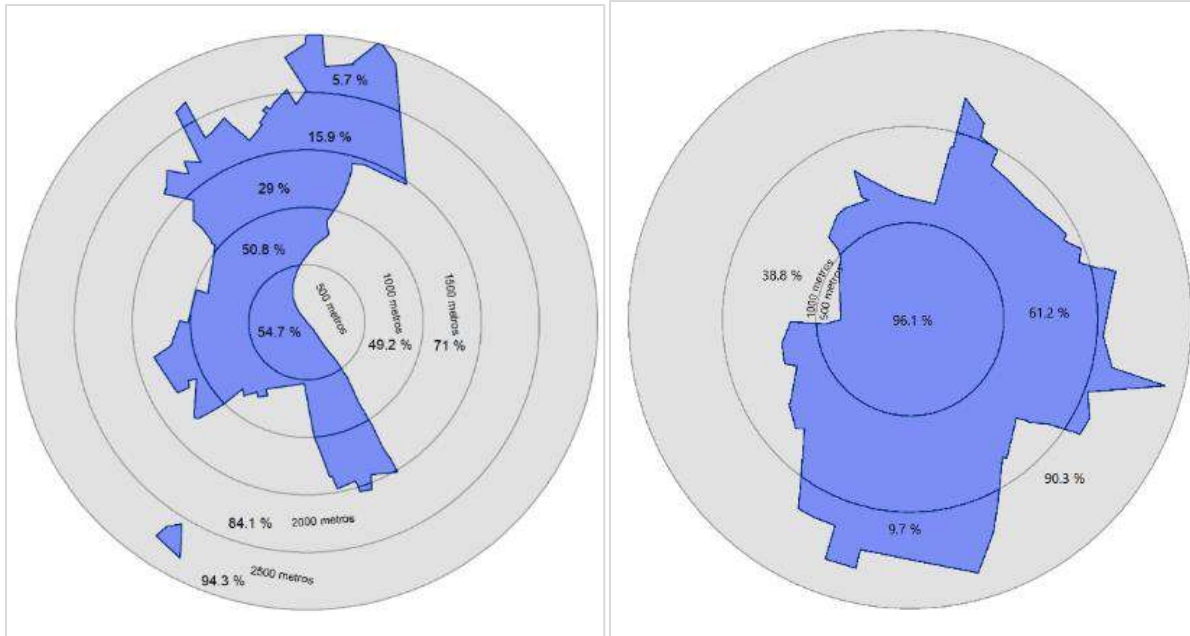 5.7 %
15.9 %
29 %
50.8 %
500 metros
1000 metros
1500 metros
54.7 %
49.2 %
71 %
84.1 %
2000 metros
94.3 %
2500 metros
38.8 %
1000 metros
500 metros
96.1 %
61.2 %
90.3 %
9.7 %